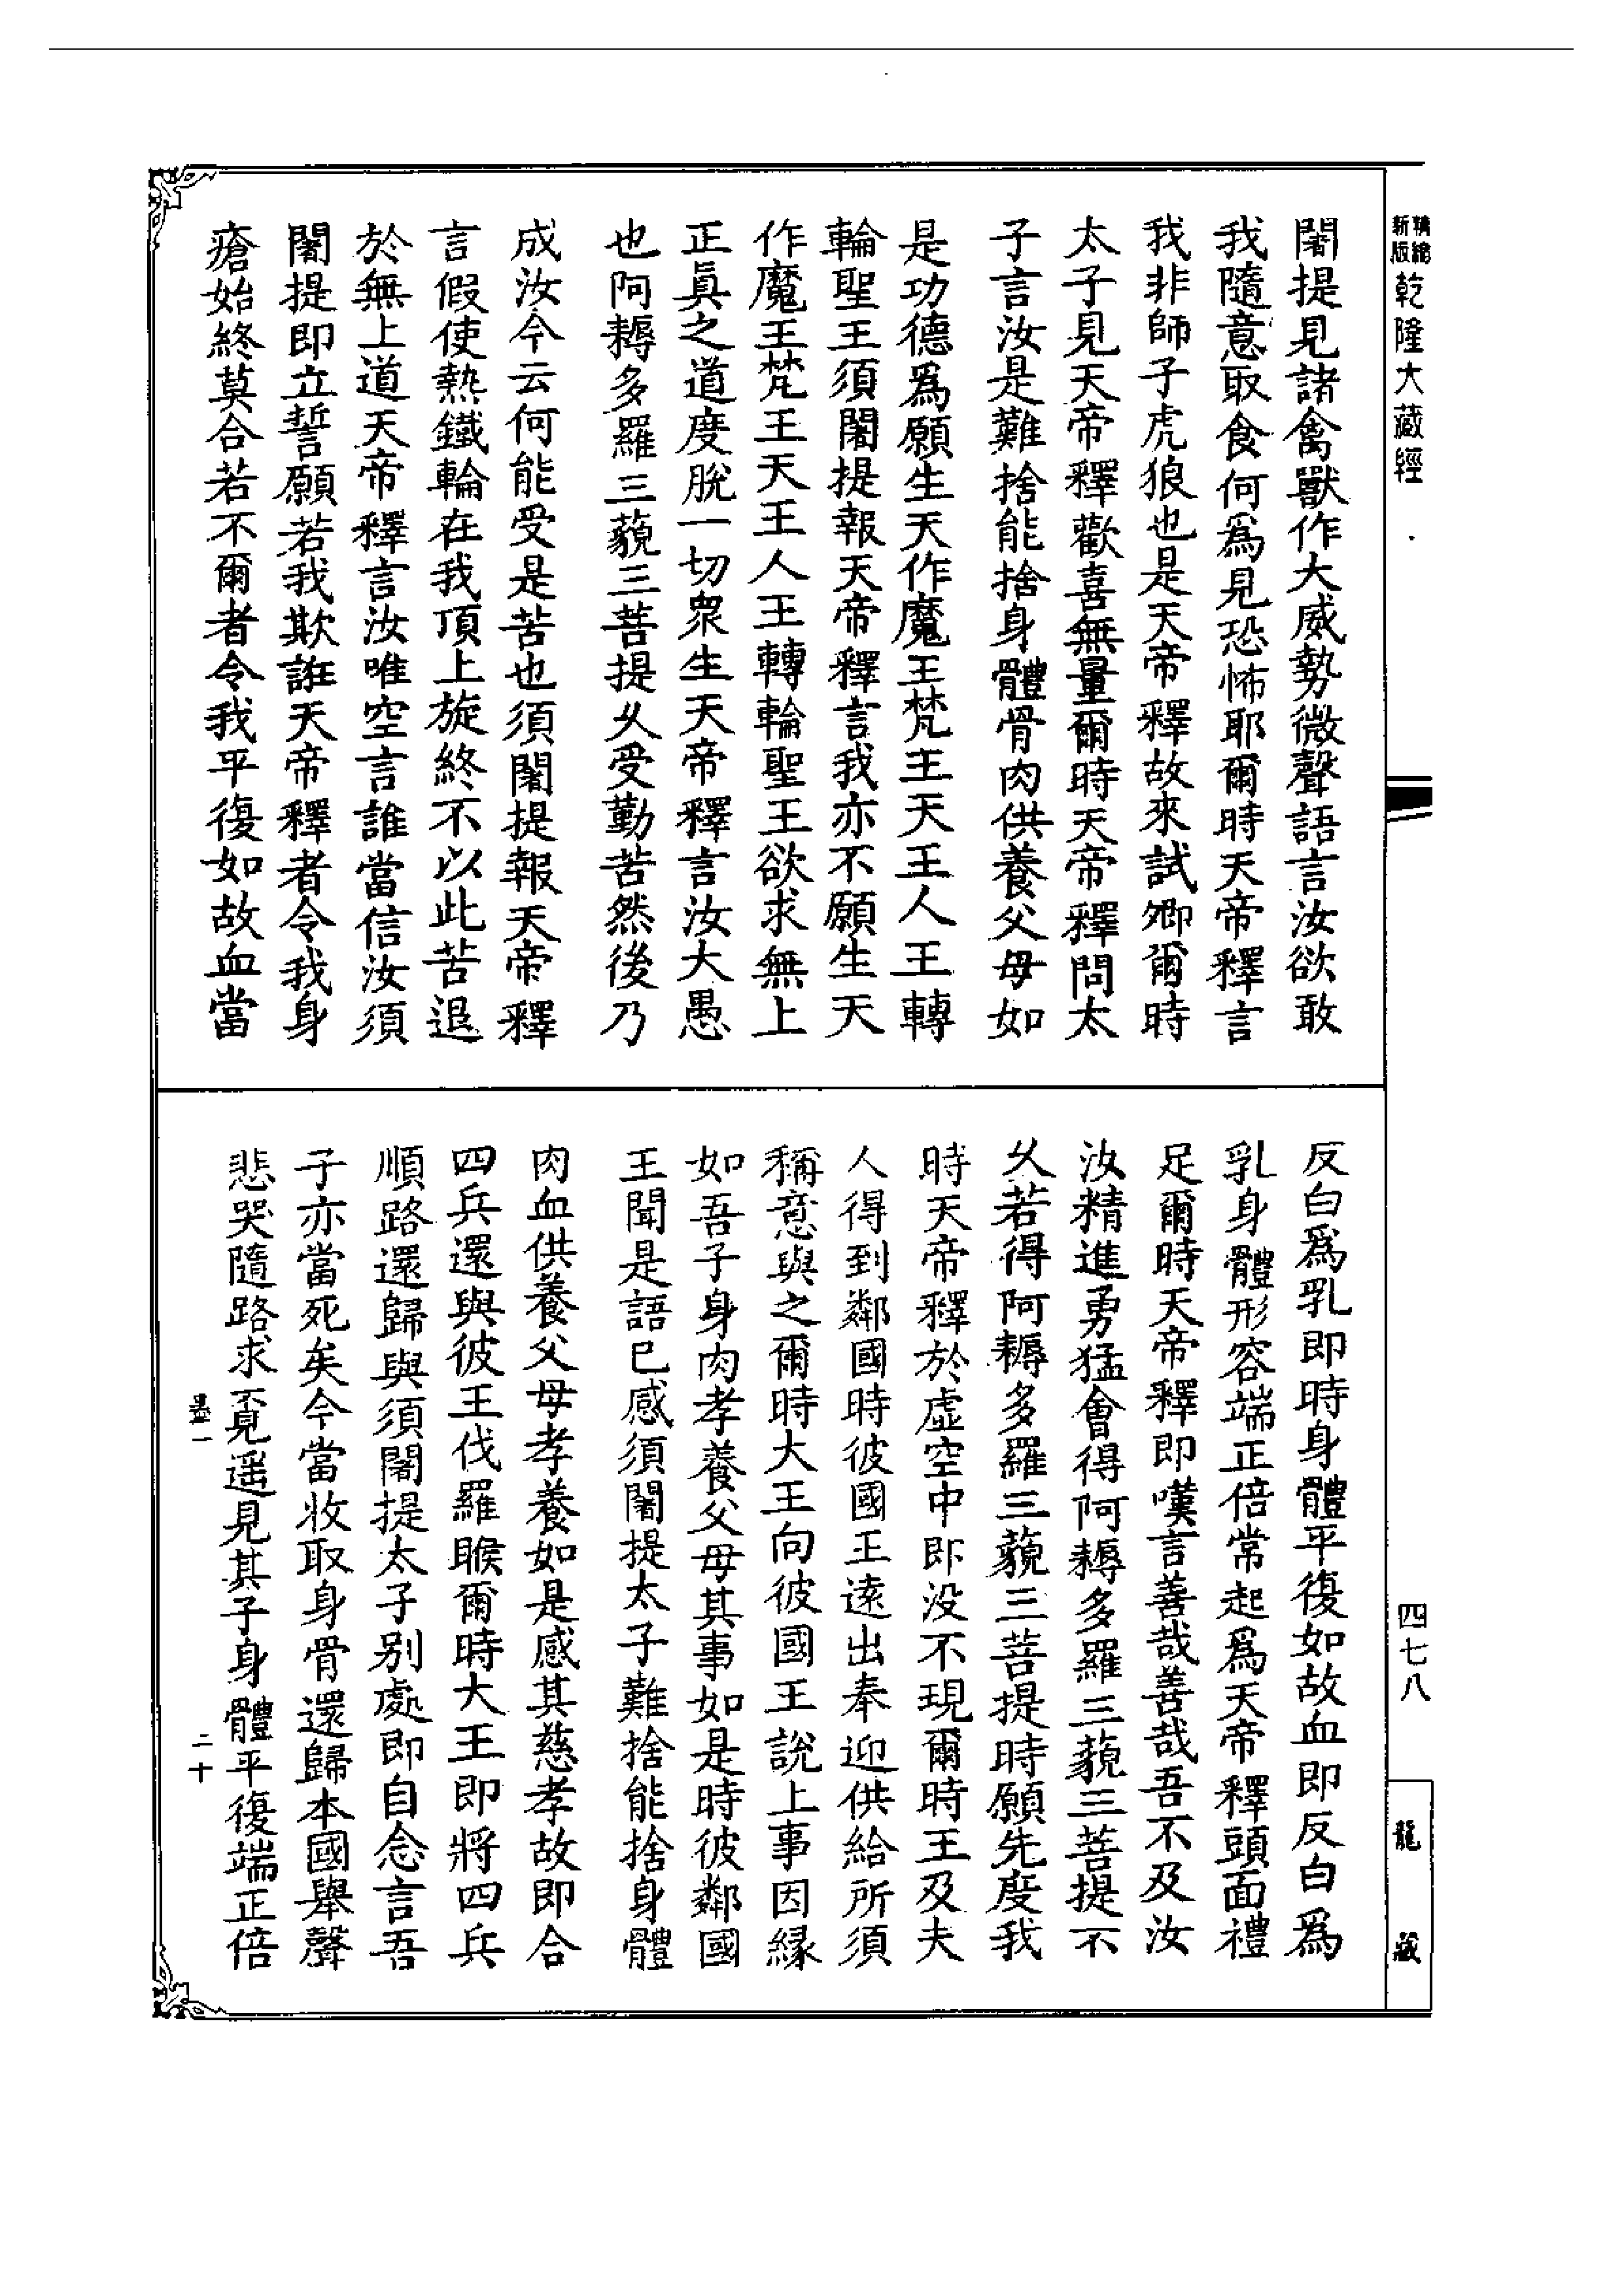 精縮新版乾隆大藏經
闍提見諸禽獸作大威勢微聲語言汝欲敢
我隨意取食何爲見恐怖耶爾時天帝釋言
我非師子虎狼也是天帝釋故來試卿爾時
太子見天帝釋歡喜無量爾時天帝釋問太
子言汝是難捨能捨身體骨肉供養父母如
是功德爲願生天作魔王梵王天王人王轉
輪聖王須闍提報天帝釋言我亦不願生天
作魔王梵王天王人王轉輪聖王欲求無上
正眞之道度脫一切衆生天帝釋言汝大愚
也阿耨多羅三藐三菩提乆受勤苦然後乃
成汝今云何能受是苦也須闍提報天帝釋
言假使熱鐵輪在我頂上旋終不以此苦退
於無上道天帝釋言汝唯空言誰當信汝須
闍提即立誓願若我欺誑天帝釋者令我身
瘡始終莫合若不爾者令我平復如故血當
反白爲乳即時身體平復如故血即反白爲
乳身體形容端正倍常起爲天帝釋頭面禮
足爾時天帝釋即嘆言善哉善哉吾不及汝
汝精進勇猛會得阿耨多羅三藐三菩提不
乆若得阿耨多羅三藐三菩提時願先度我
時天帝釋於虛空中即没不現爾時王及夫
人得到鄰國時彼國王遠出奉迎供給所須
稱意與之爾時大王向彼國王說上事因緣
如吾子身肉孝養父母其事如是時彼鄰國
王聞是語已感須闍提太子難捨能捨身體
肉血供養父母孝養如是感其慈孝故即合
四兵還與彼王伐羅睺爾時大王即將四兵
順路還歸與須闍提太子别處即自念言吾
子亦當死矣今當收取身骨還歸本國舉聲
悲哭隨路求覓遥見其子身體平復端正倍
墨一
二十
四七八
龍藏